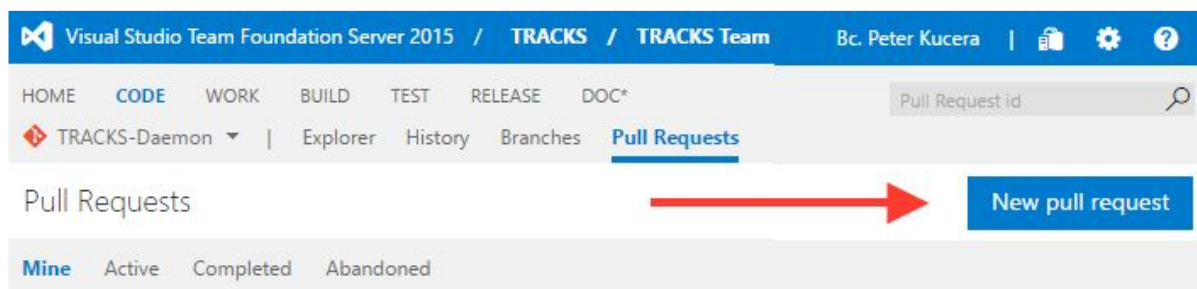 Visual Studio Team Foundation Server 2015 / TRACKS / TRACKS Team Bc. Peter Kucera |
HOME CODE WORK BUILD TEST RELEASE DOC* Pull Request id
TRACKS-Daemon | Explorer History Branches Pull Requests
Pull Requests New pull request
Mine Active Completed Abandoned